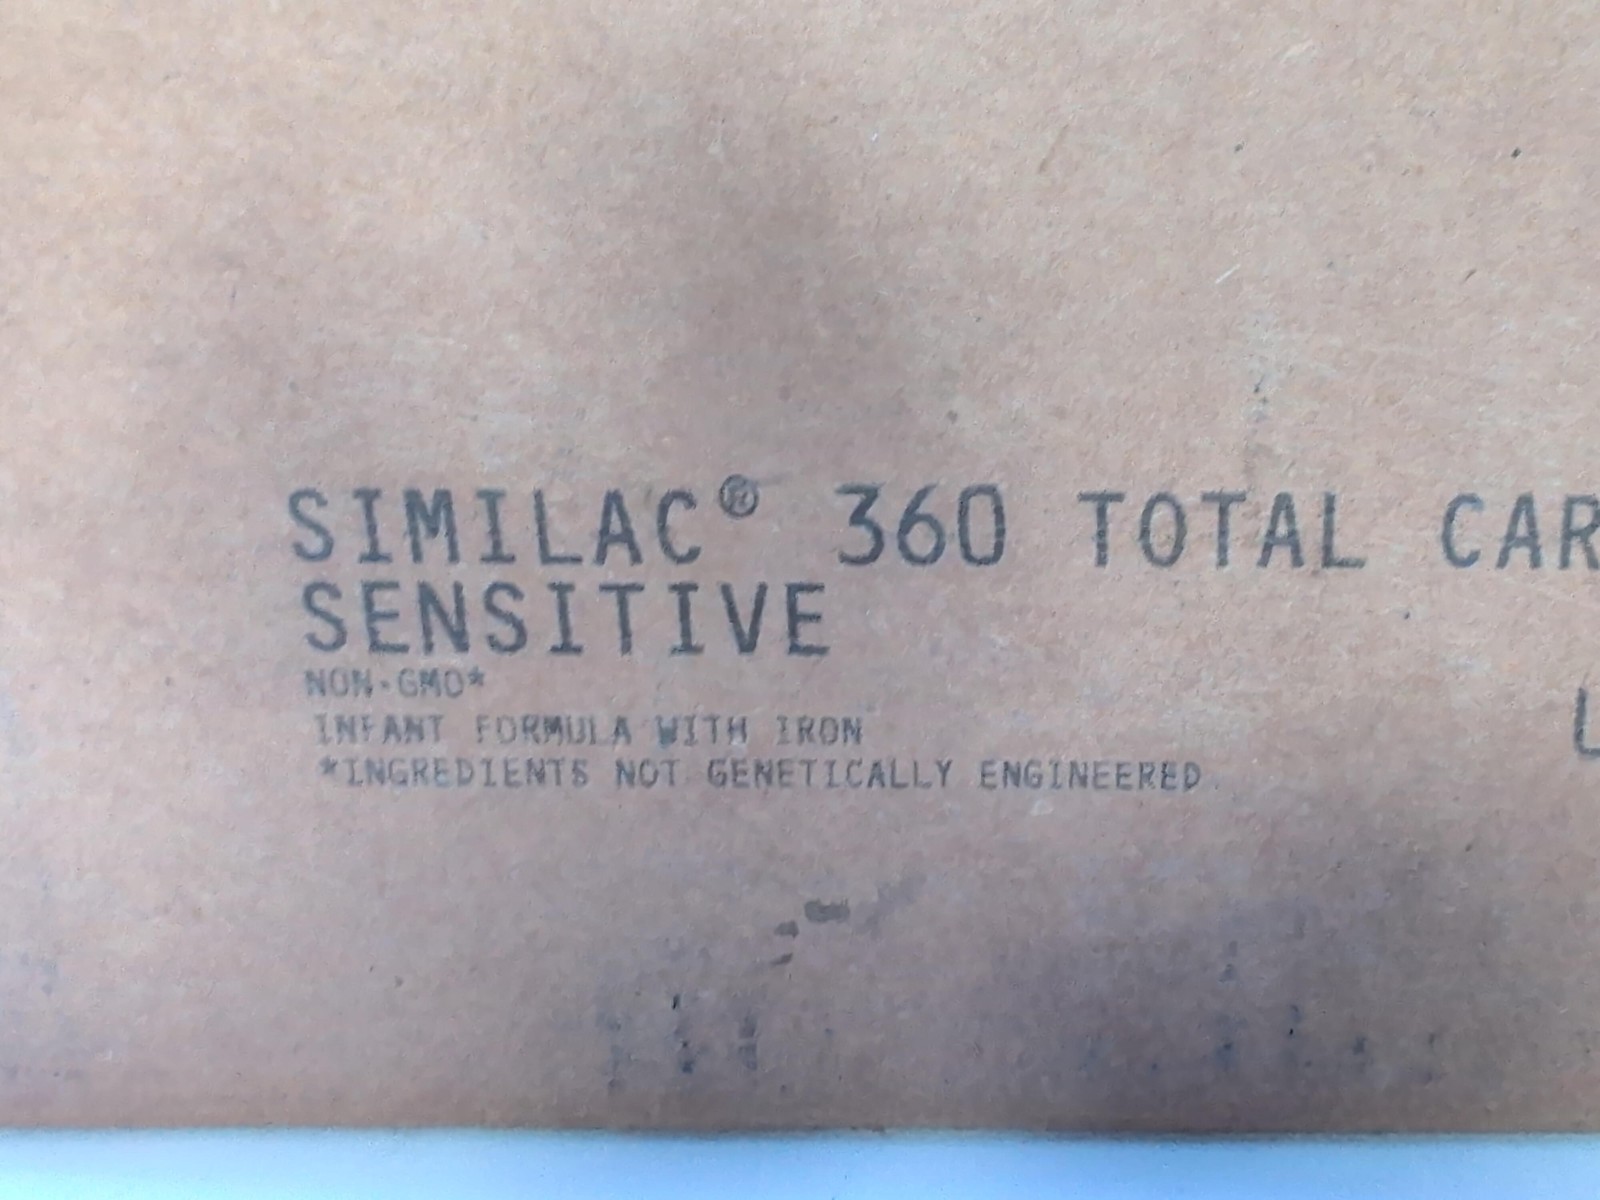 SIMILAC® 360 TOTAL CAR
SENSITIVE
NON-GMO*
INFANT FORMULA WITH IRON
*INGREDIENTS NOT GENETICALLY ENGINEERED.